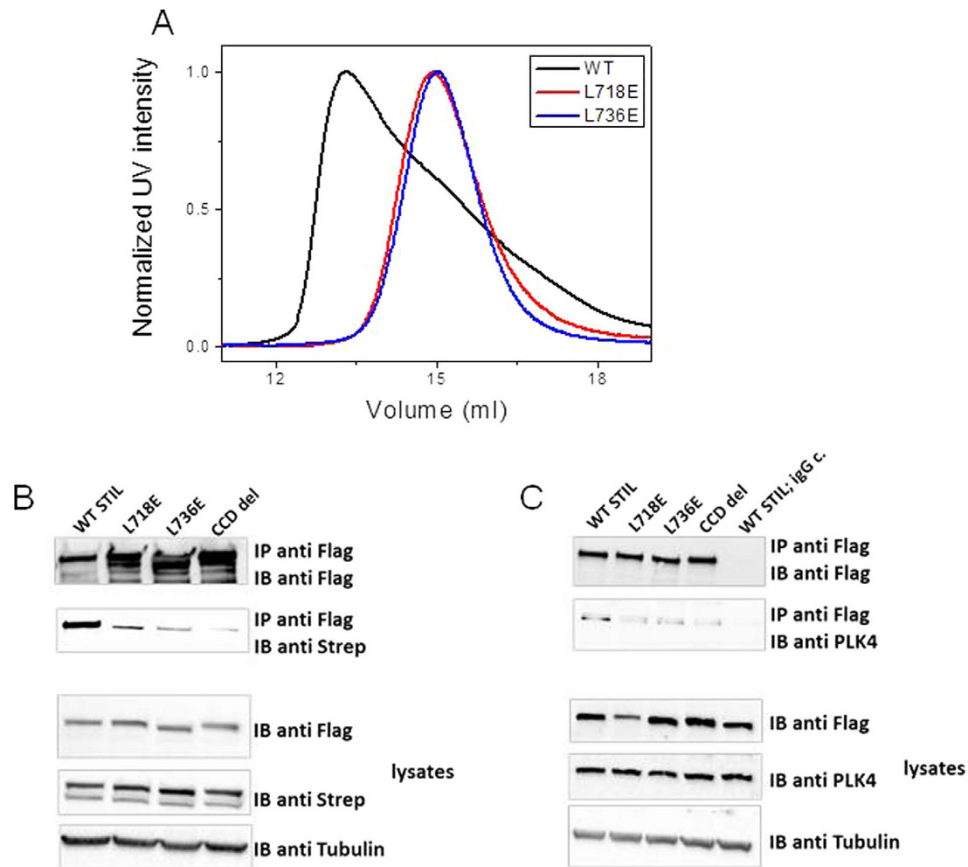 A
Normalized UV intensity
1.0
0.5
0.0
12
15
18
Volume (ml)
WT
L718E
L736E
B
WT STIL
L718E
L736E
CCD del
IP anti Flag
IB anti Flag
IP anti Flag
IB anti Strep
IB anti Flag
lysates
IB anti Strep
IB anti Tubulin
C
WT STIL
L718E
L736E
CCD del
WT STIL; igG c.
IP anti Flag
IB anti Flag
IP anti Flag
IB anti PLK4
IB anti Flag
lysates
IB anti PLK4
IB anti Tubulin